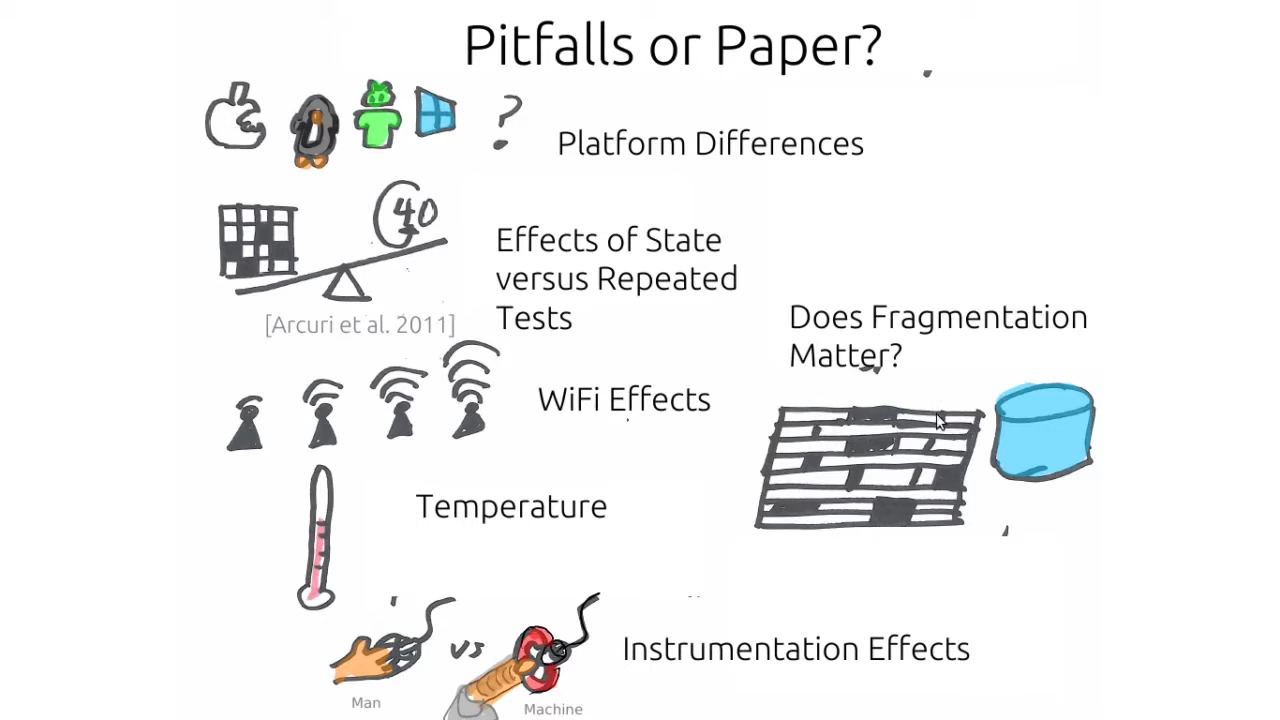 Pitfalls or Paper?
?
Platform Differences
40
Effects of State
versus Repeated
Tests
[Arcuri et al. 2011]
Does Fragmentation
Matter?
WiFi Effects
Temperature
vs
Instrumentation Effects
Man
Machine